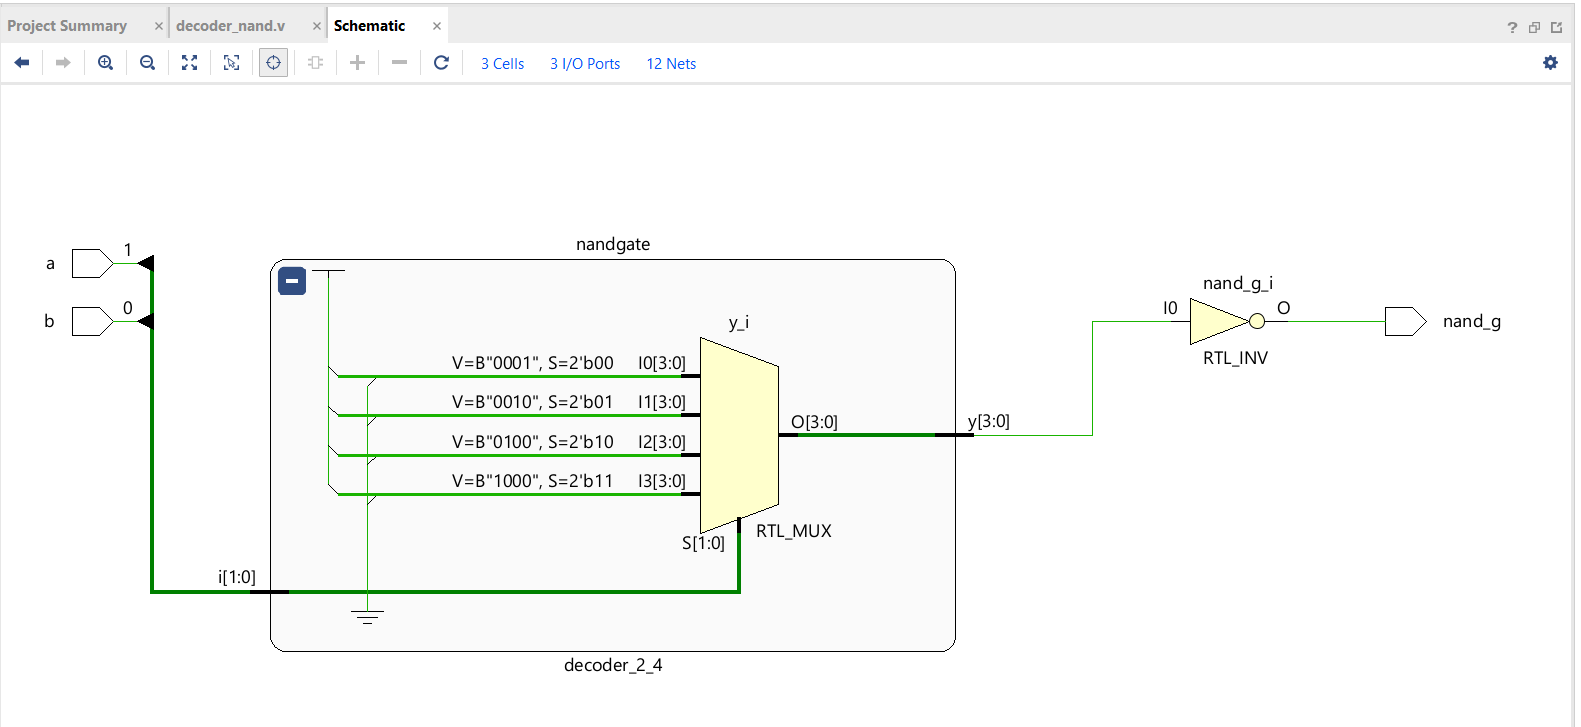 Project Summary × decoder_nand.v × Schematic ×
?
3 Cells 3 I/O Ports 12 Nets
nandgate
a 1
b 0
y_i
V=B"0001", S=2'b00 I0[3:0]
V=B"0010", S=2'b01 I1[3:0]
V=B"0100", S=2'b10 I2[3:0]
V=B"1000", S=2'b11 I3[3:0]
O[3:0]
y[3:0]
S[1:0]
RTL_MUX
i[1:0]
decoder_2_4
nand_g_i
I0 O
nand_g
RTL_INV